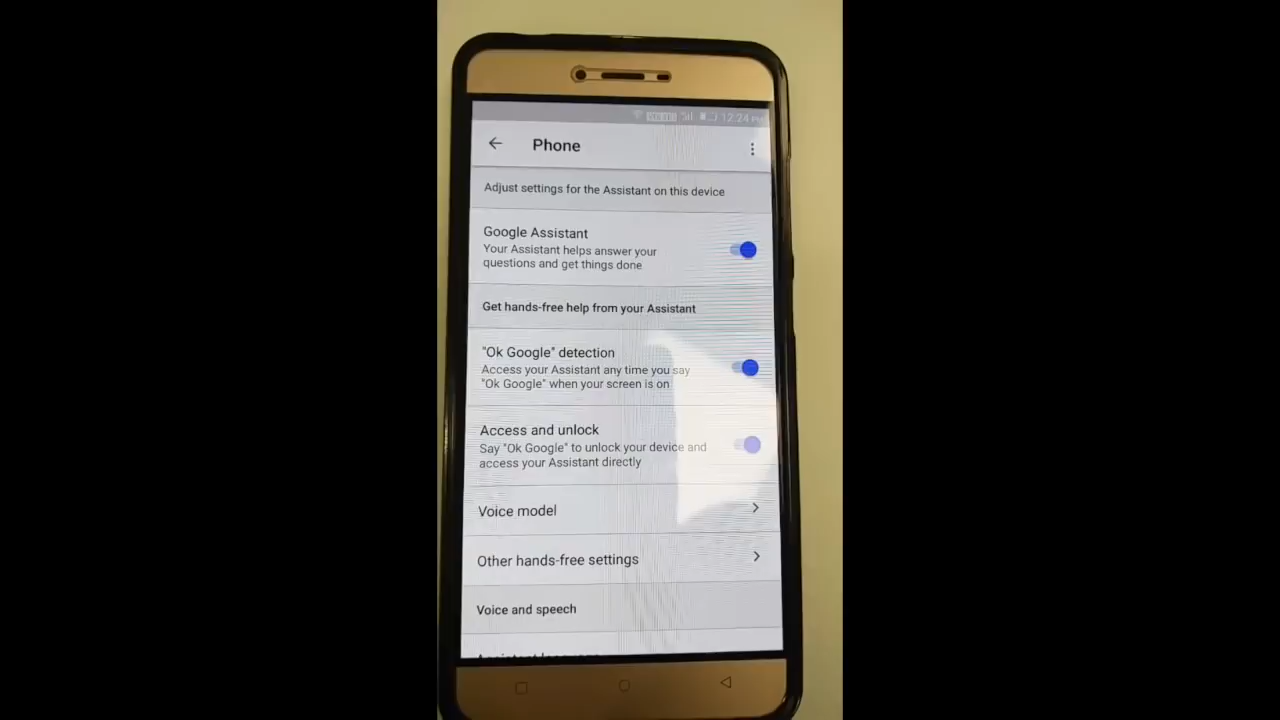 12:24 PM
Phone
Adjust settings for the Assistant on this device
Google Assistant
Your Assistant helps answer your
questions and get things done
Get hands-free help from your Assistant
"Ok Google" detection
Access your Assistant any time you say
"Ok Google" when your screen is on
Access and unlock
Say "Ok Google" to unlock your device and
access your Assistant directly
Voice model
Other hands-free settings
Voice and speech